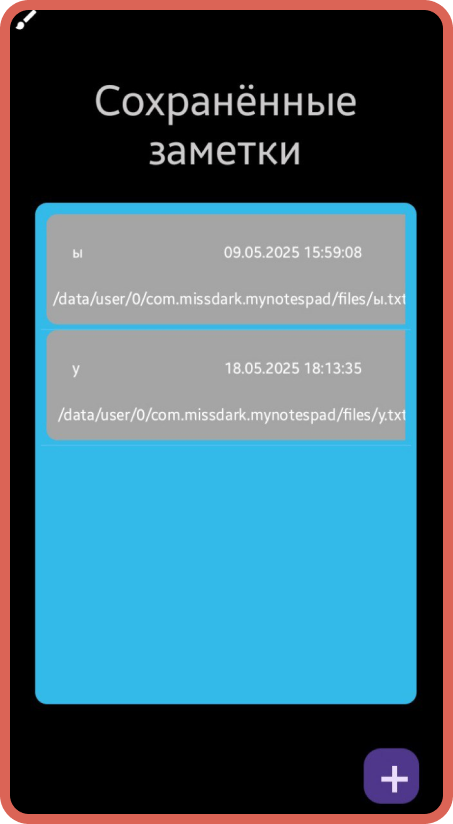 Сохранённые
заметки
ы 09.05.2025 15:59:08
/data/user/0/com.missdark.mynotespad/files/ы.txt
у 18.05.2025 18:13:35
/data/user/0/com.missdark.mynotespad/files/у.txt